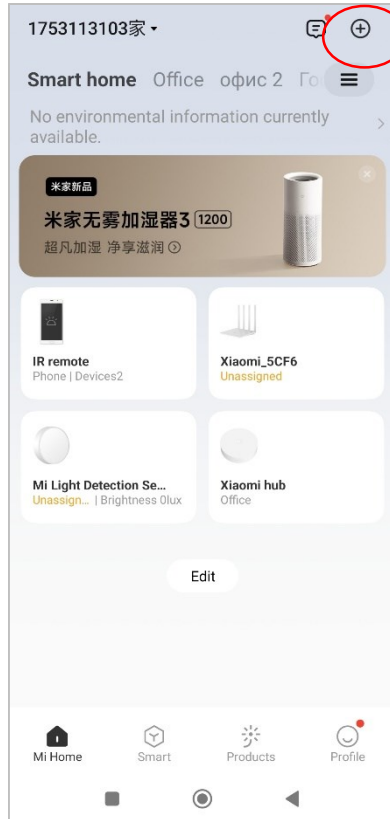 1753113103家
Smart home Office офис 2 Го
No environmental information currently
available.
米家新品
米家无雾加湿器3 1200
超凡加湿 净享滋润
IR remote
Phone | Devices2
Xiaomi_5CF6
Unassigned
Mi Light Detection Se...
Unassign... | Brightness 0lux
Xiaomi hub
Office
Edit
Mi Home Smart Products Profile